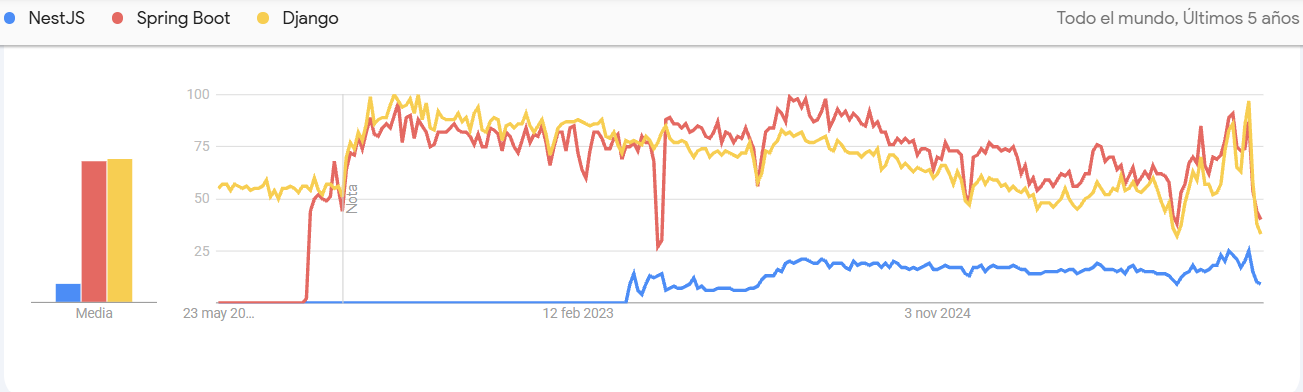 NestJS Spring Boot Django Todo el mundo, Últimos 5 años
100
75
50
25
Nota
Media 23 may 20... 12 feb 2023 3 nov 2024